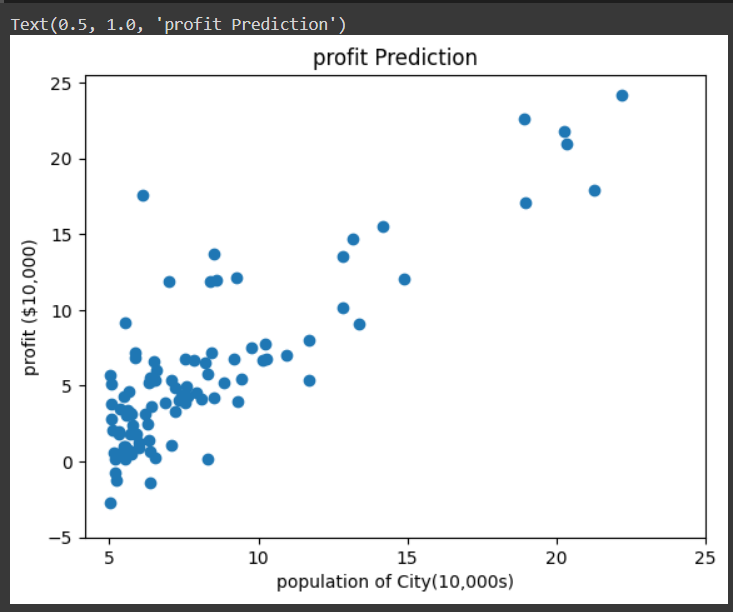 Text(0.5, 1.0, 'profit Prediction')
profit Prediction
25
20
15
10
5
0
−5
profit ($10,000)
5 10 15 20 25
population of City(10,000s)